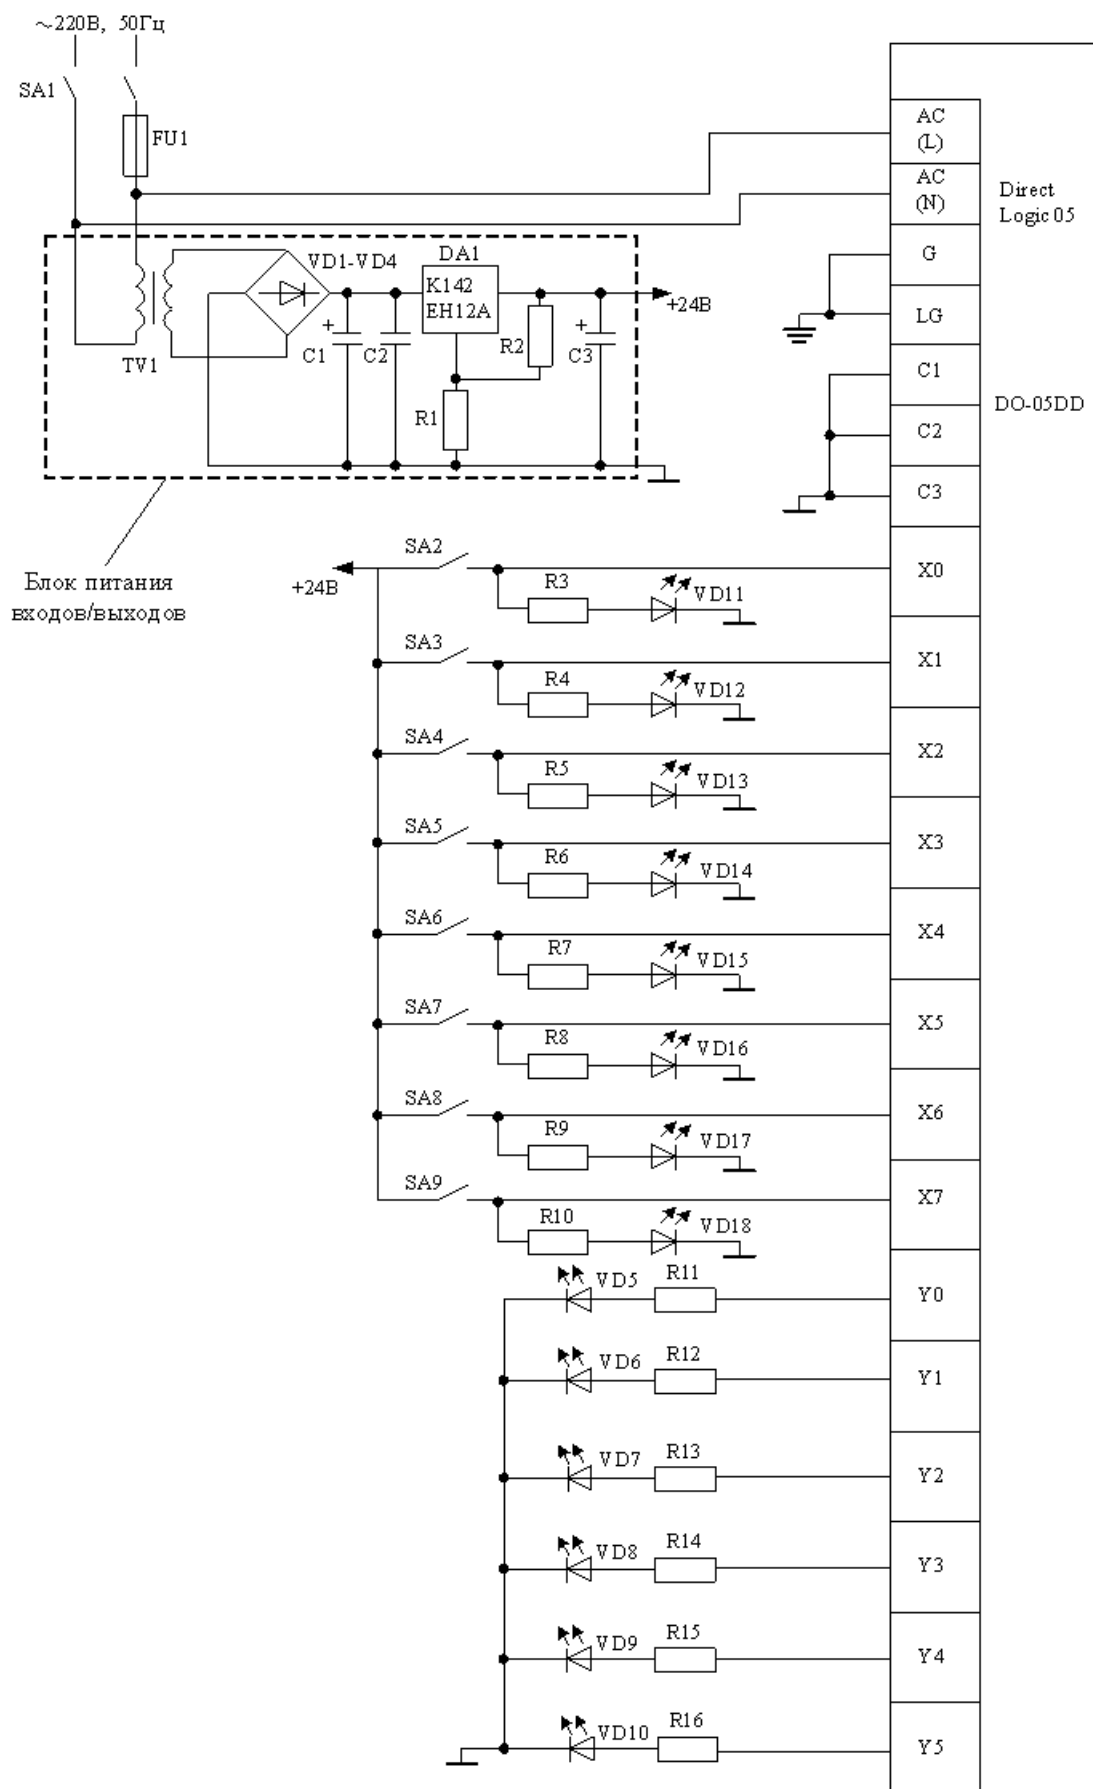 ~220В, 50Гц
SA1
FU1
AC
(L)
AC
(N)
Direct
Logic 05
G
VD1-VD4
DA1
К142
ЕН12А
+24В
LG
TV1
C1
C2
R2
C3
R1
C1
DO-05DD
C2
C3
Блок питания
входов/выходов
+24В
SA2
R3
VD11
X0
SA3
R4
VD12
X1
SA4
R5
VD13
X2
SA5
R6
VD14
X3
SA6
R7
VD15
X4
SA7
R8
VD16
X5
SA8
R9
VD17
X6
SA9
R10
VD18
X7
VD5
R11
Y0
VD6
R12
Y1
VD7
R13
Y2
VD8
R14
Y3
VD9
R15
Y4
VD10
R16
Y5